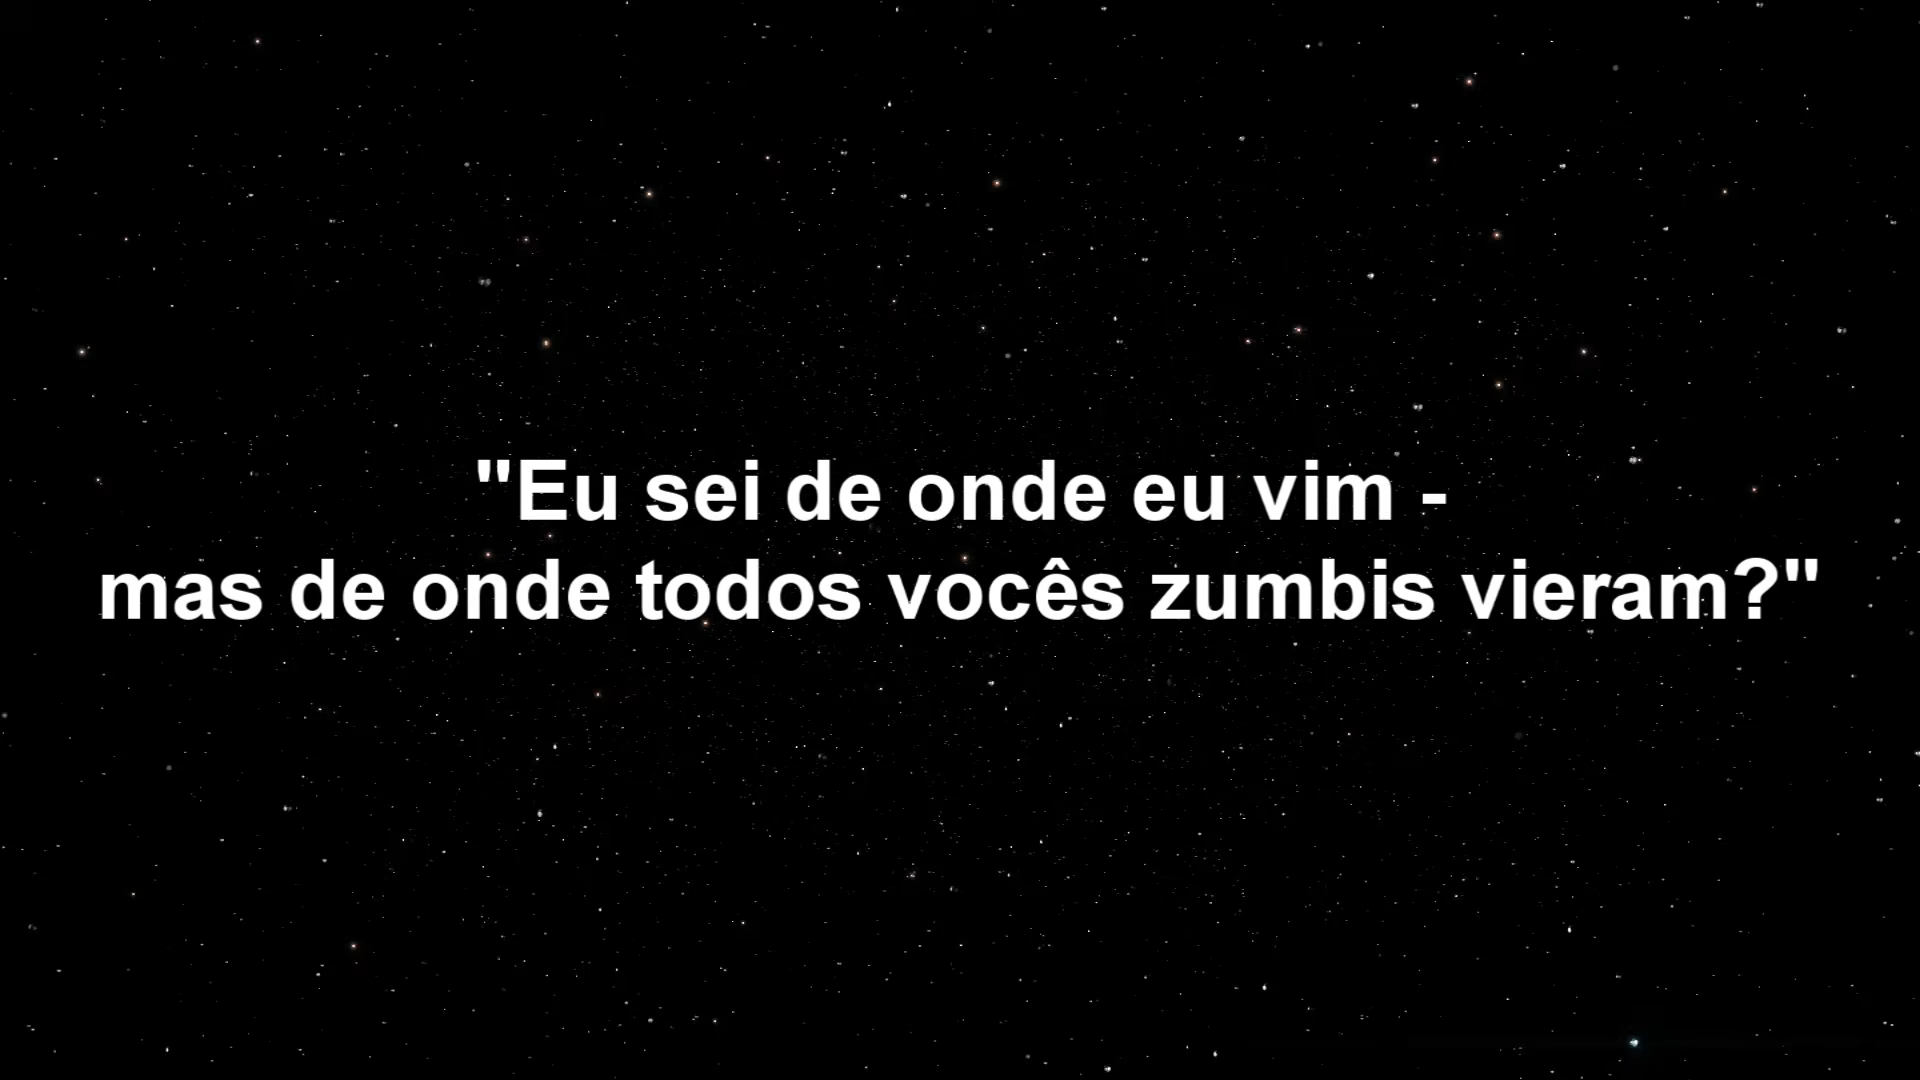 "Eu sei de onde eu vim -
mas de onde todos vocês zumbis vieram?"